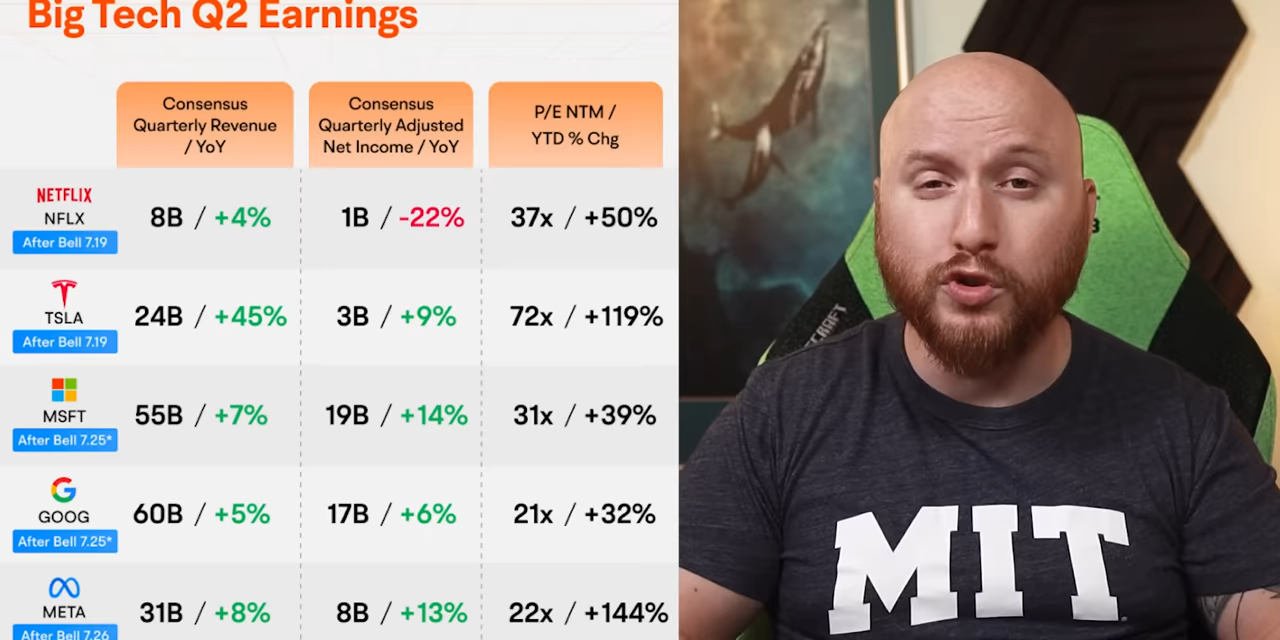 Big Tech Q2 Earnings
Consensus
Quarterly Revenue
/ YoY
Consensus
Quarterly Adjusted
Net Income / YoY
P/E NTM /
YTD % Chg
NETFLIX
NFLX
After Bell 7.19
8B / +4%
1B / -22%
37x / +50%
TSLA
After Bell 7.19
24B / +45%
3B / +9%
72x / +119%
MSFT
After Bell 7.25*
55B / +7%
19B / +14%
31x / +39%
GOOG
After Bell 7.25*
60B / +5%
17B / +6%
21x / +32%
META
After Bell 7.26
31B / +8%
8B / +13%
22x / +144%
MIT